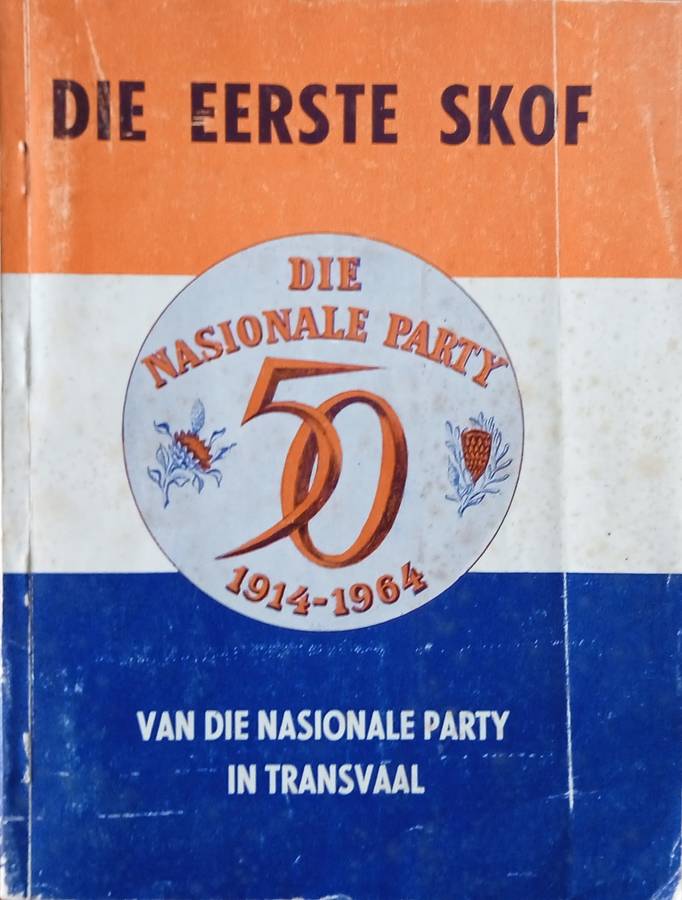 DIE EERSTE SKOF
DIE
NASIONALE PARTY
50
1914-1964
VAN DIE NASIONALE PARTY
IN TRANSVAAL